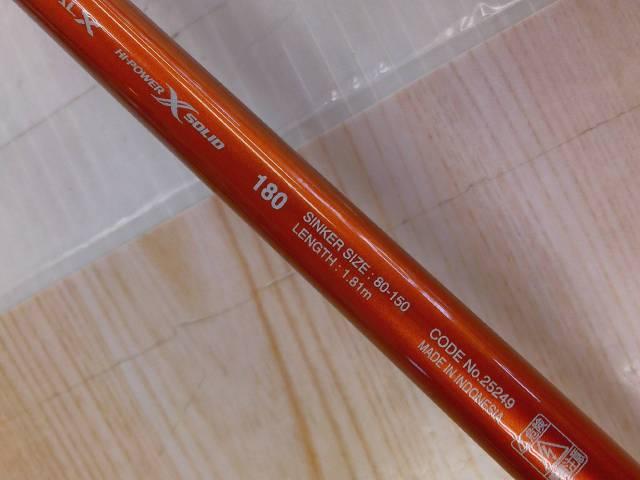 HI-POWER X SOLID
180
SINKER SIZE : 80-150
LENGTH : 1.81m
CODE No.25249
MADE IN INDONESIA